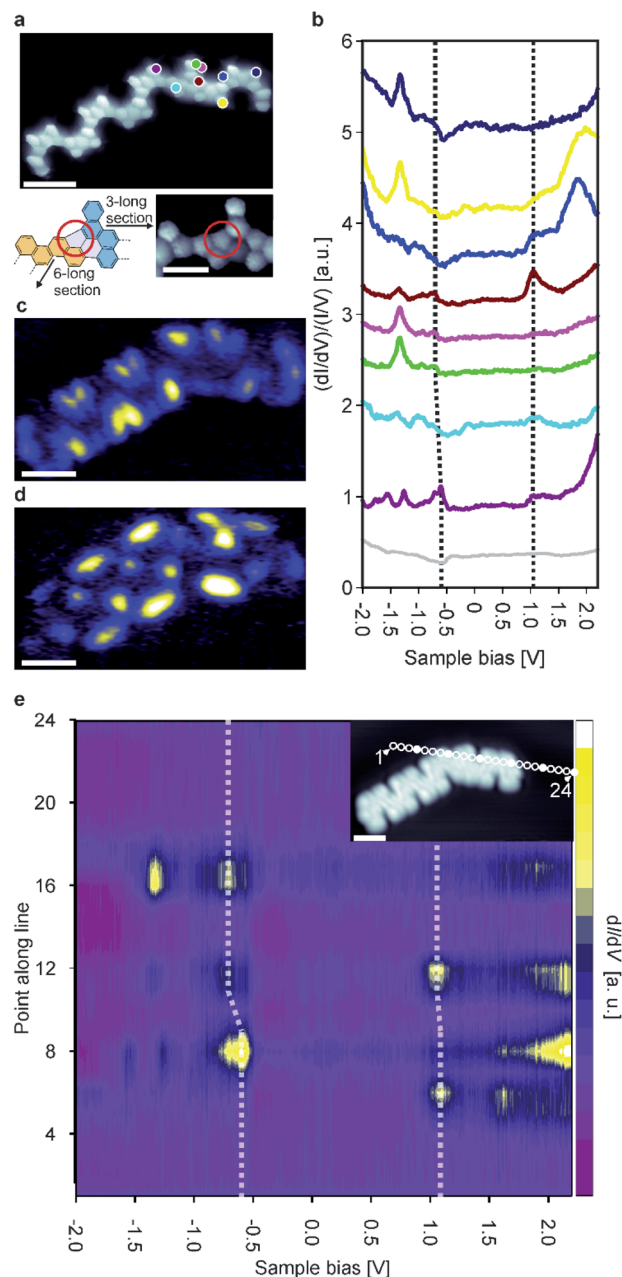 a
b
3-long
section
6-long
section
c
d
(dI/dV)/(I/V) [a.u.]
6
5
4
3
2
1
0
-2.0
-1.5
-1.0
-0.5
0
0.5
1.0
1.5
2.0
Sample bias [V]
e
Point along line
24
20
16
12
8
4
1
24
dI/dV [a. u.]
-2.0
-1.5
-1.0
-0.5
0.0
0.5
1.0
1.5
2.0
Sample bias [V]